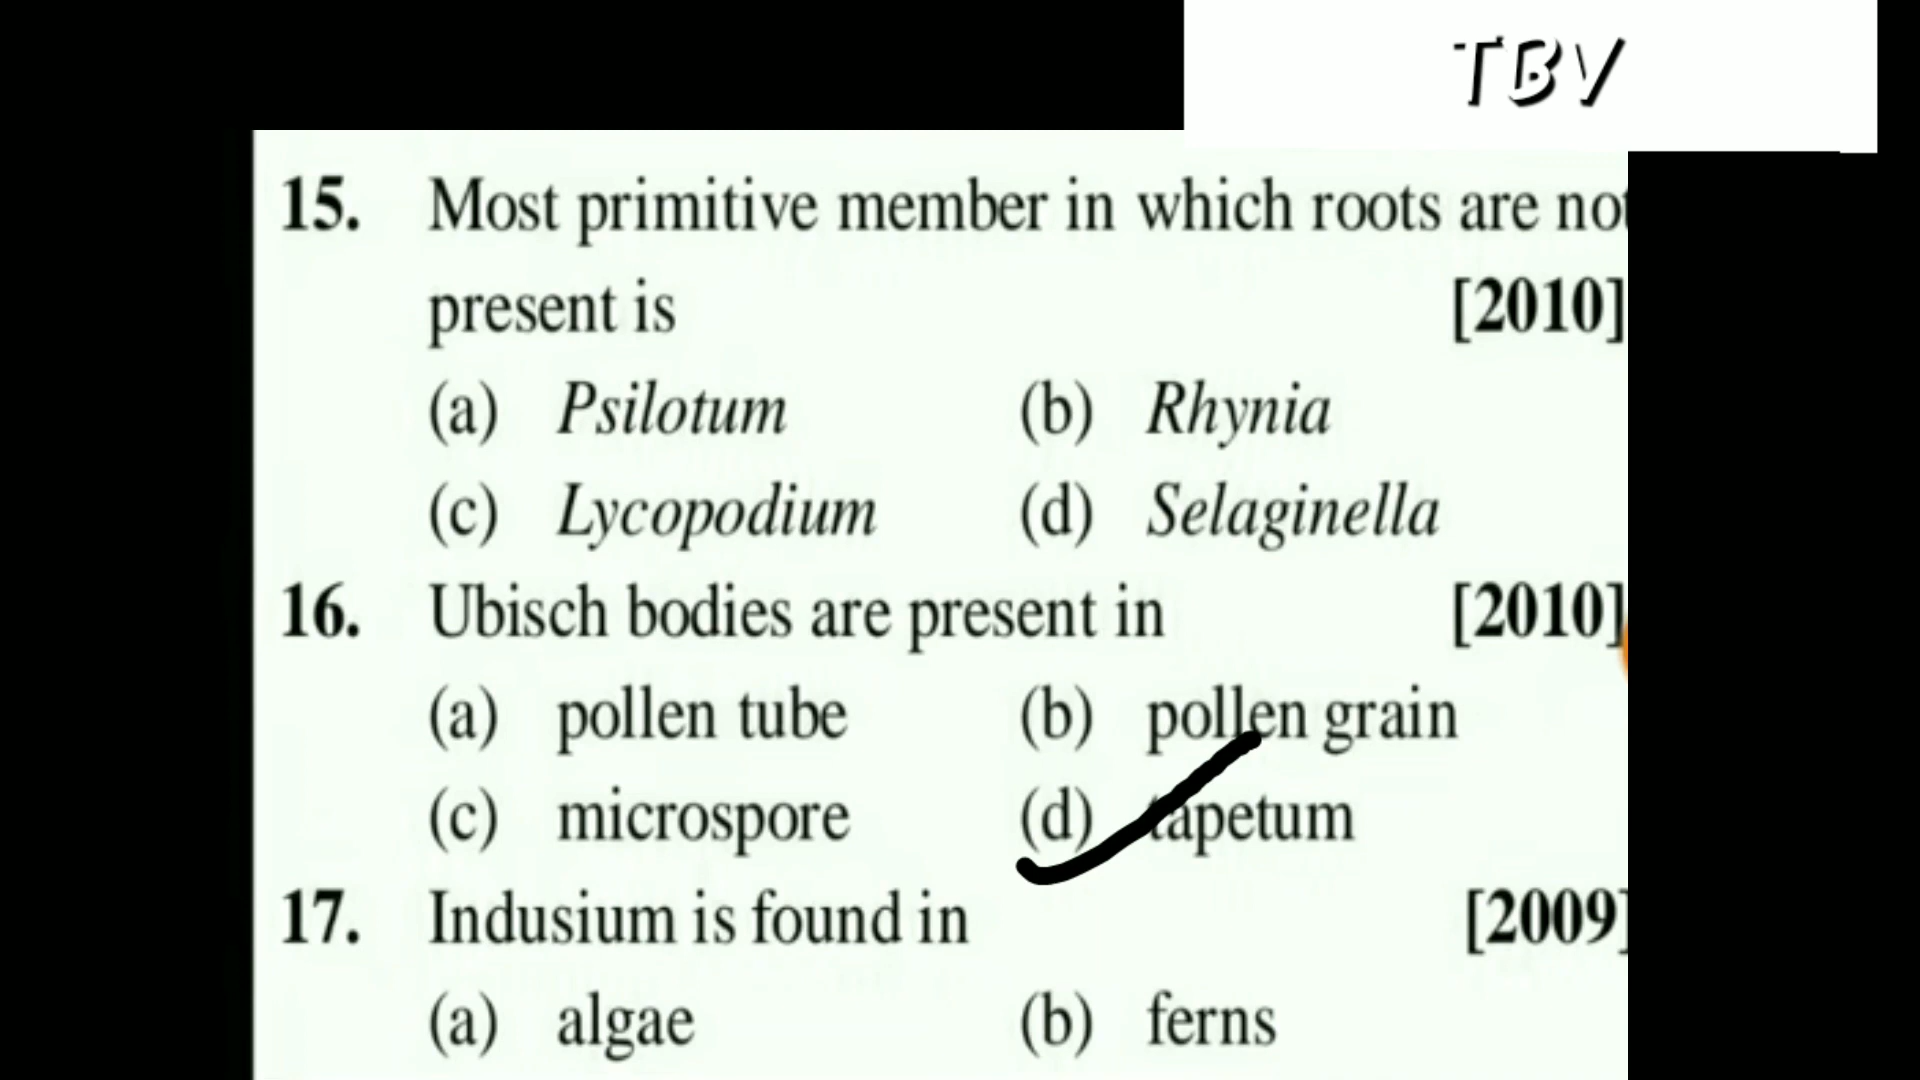 TBV
15. Most primitive member in which roots are not
present is [2010]
(a) Psilotum (b) Rhynia
(c) Lycopodium (d) Selaginella
16. Ubisch bodies are present in [2010]
(a) pollen tube (b) pollen grain
(c) microspore (d) tapetum
17. Indusium is found in [2009]
(a) algae (b) ferns